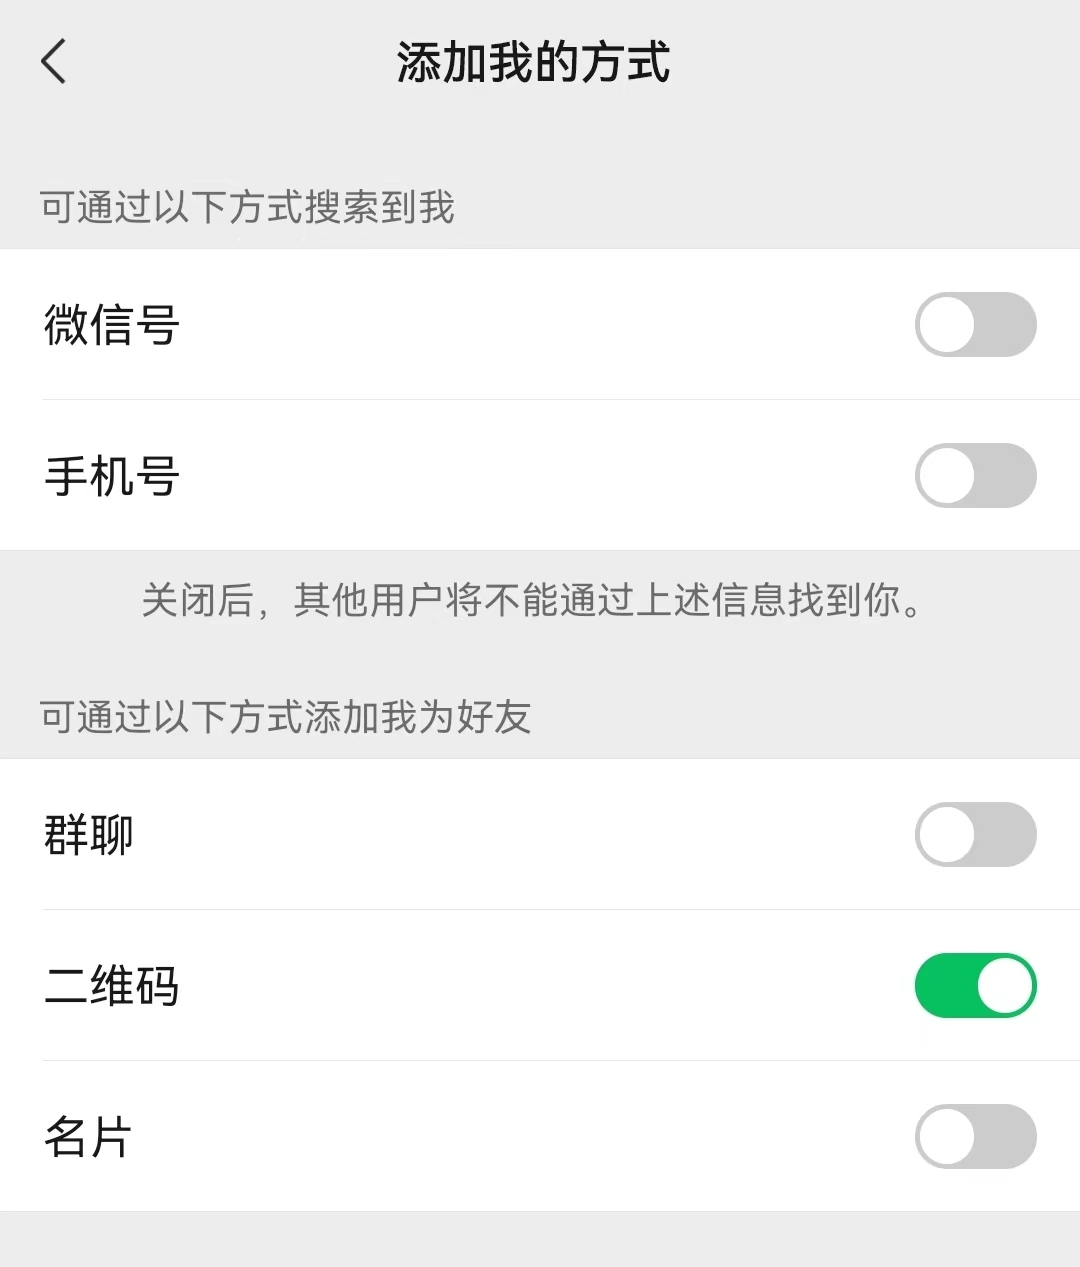 添加我的方式
可通过以下方式搜索到我
微信号
手机号
关闭后，其他用户将不能通过上述信息找到你。
可通过以下方式添加我为好友
群聊
二维码
名片